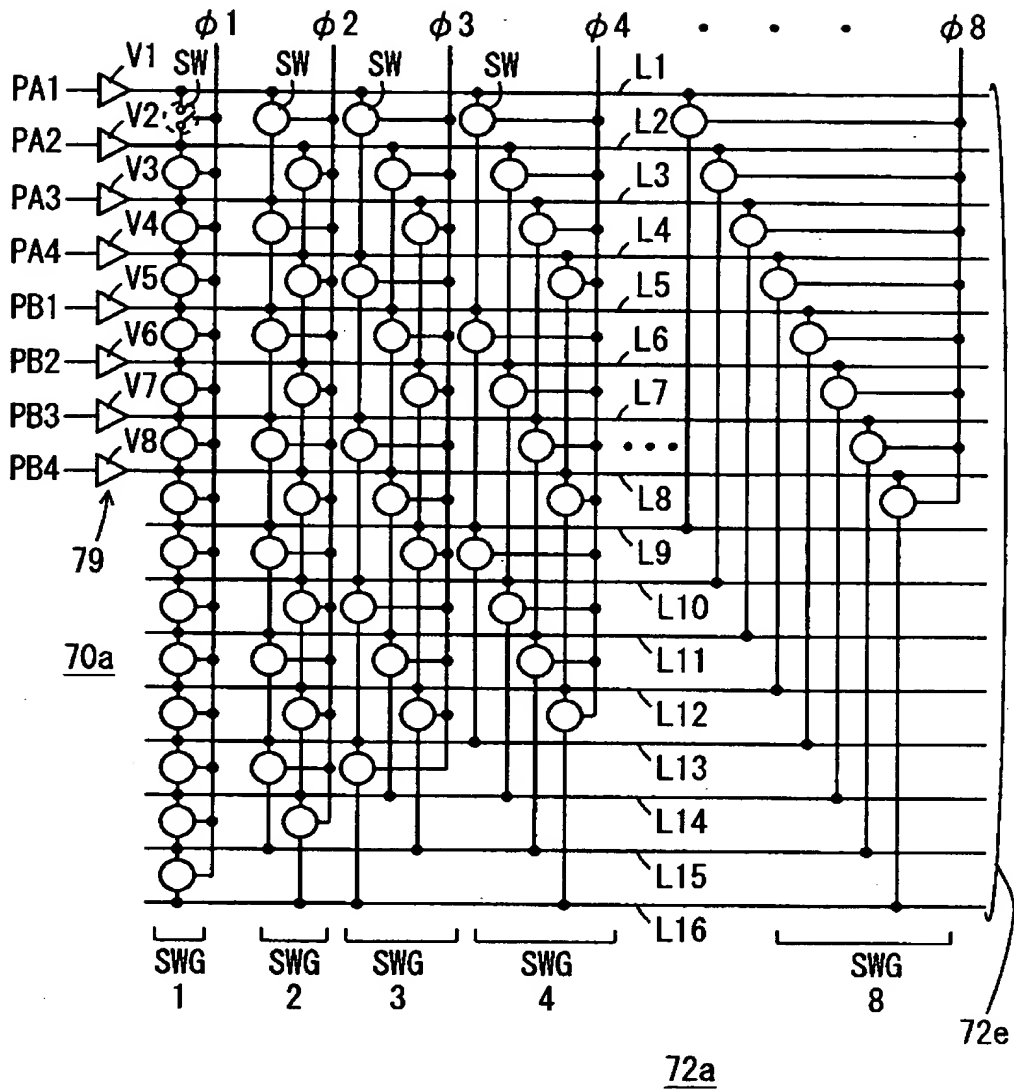 φ1 φ2 φ3 φ4 · · · φ8
V1 SW SW SW SW L1
PA1
V2 L2
PA2
V3 L3
PA3
V4 L4
PA4
V5 L5
PB1
V6 L6
PB2
V7 L7
PB3
V8 •••
PB4 L8
79 L9
L10
70a L11
L12
L13
L14
L15
L16
SWG 1 SWG 2 SWG 3 SWG 4 SWG 8
72e
72a